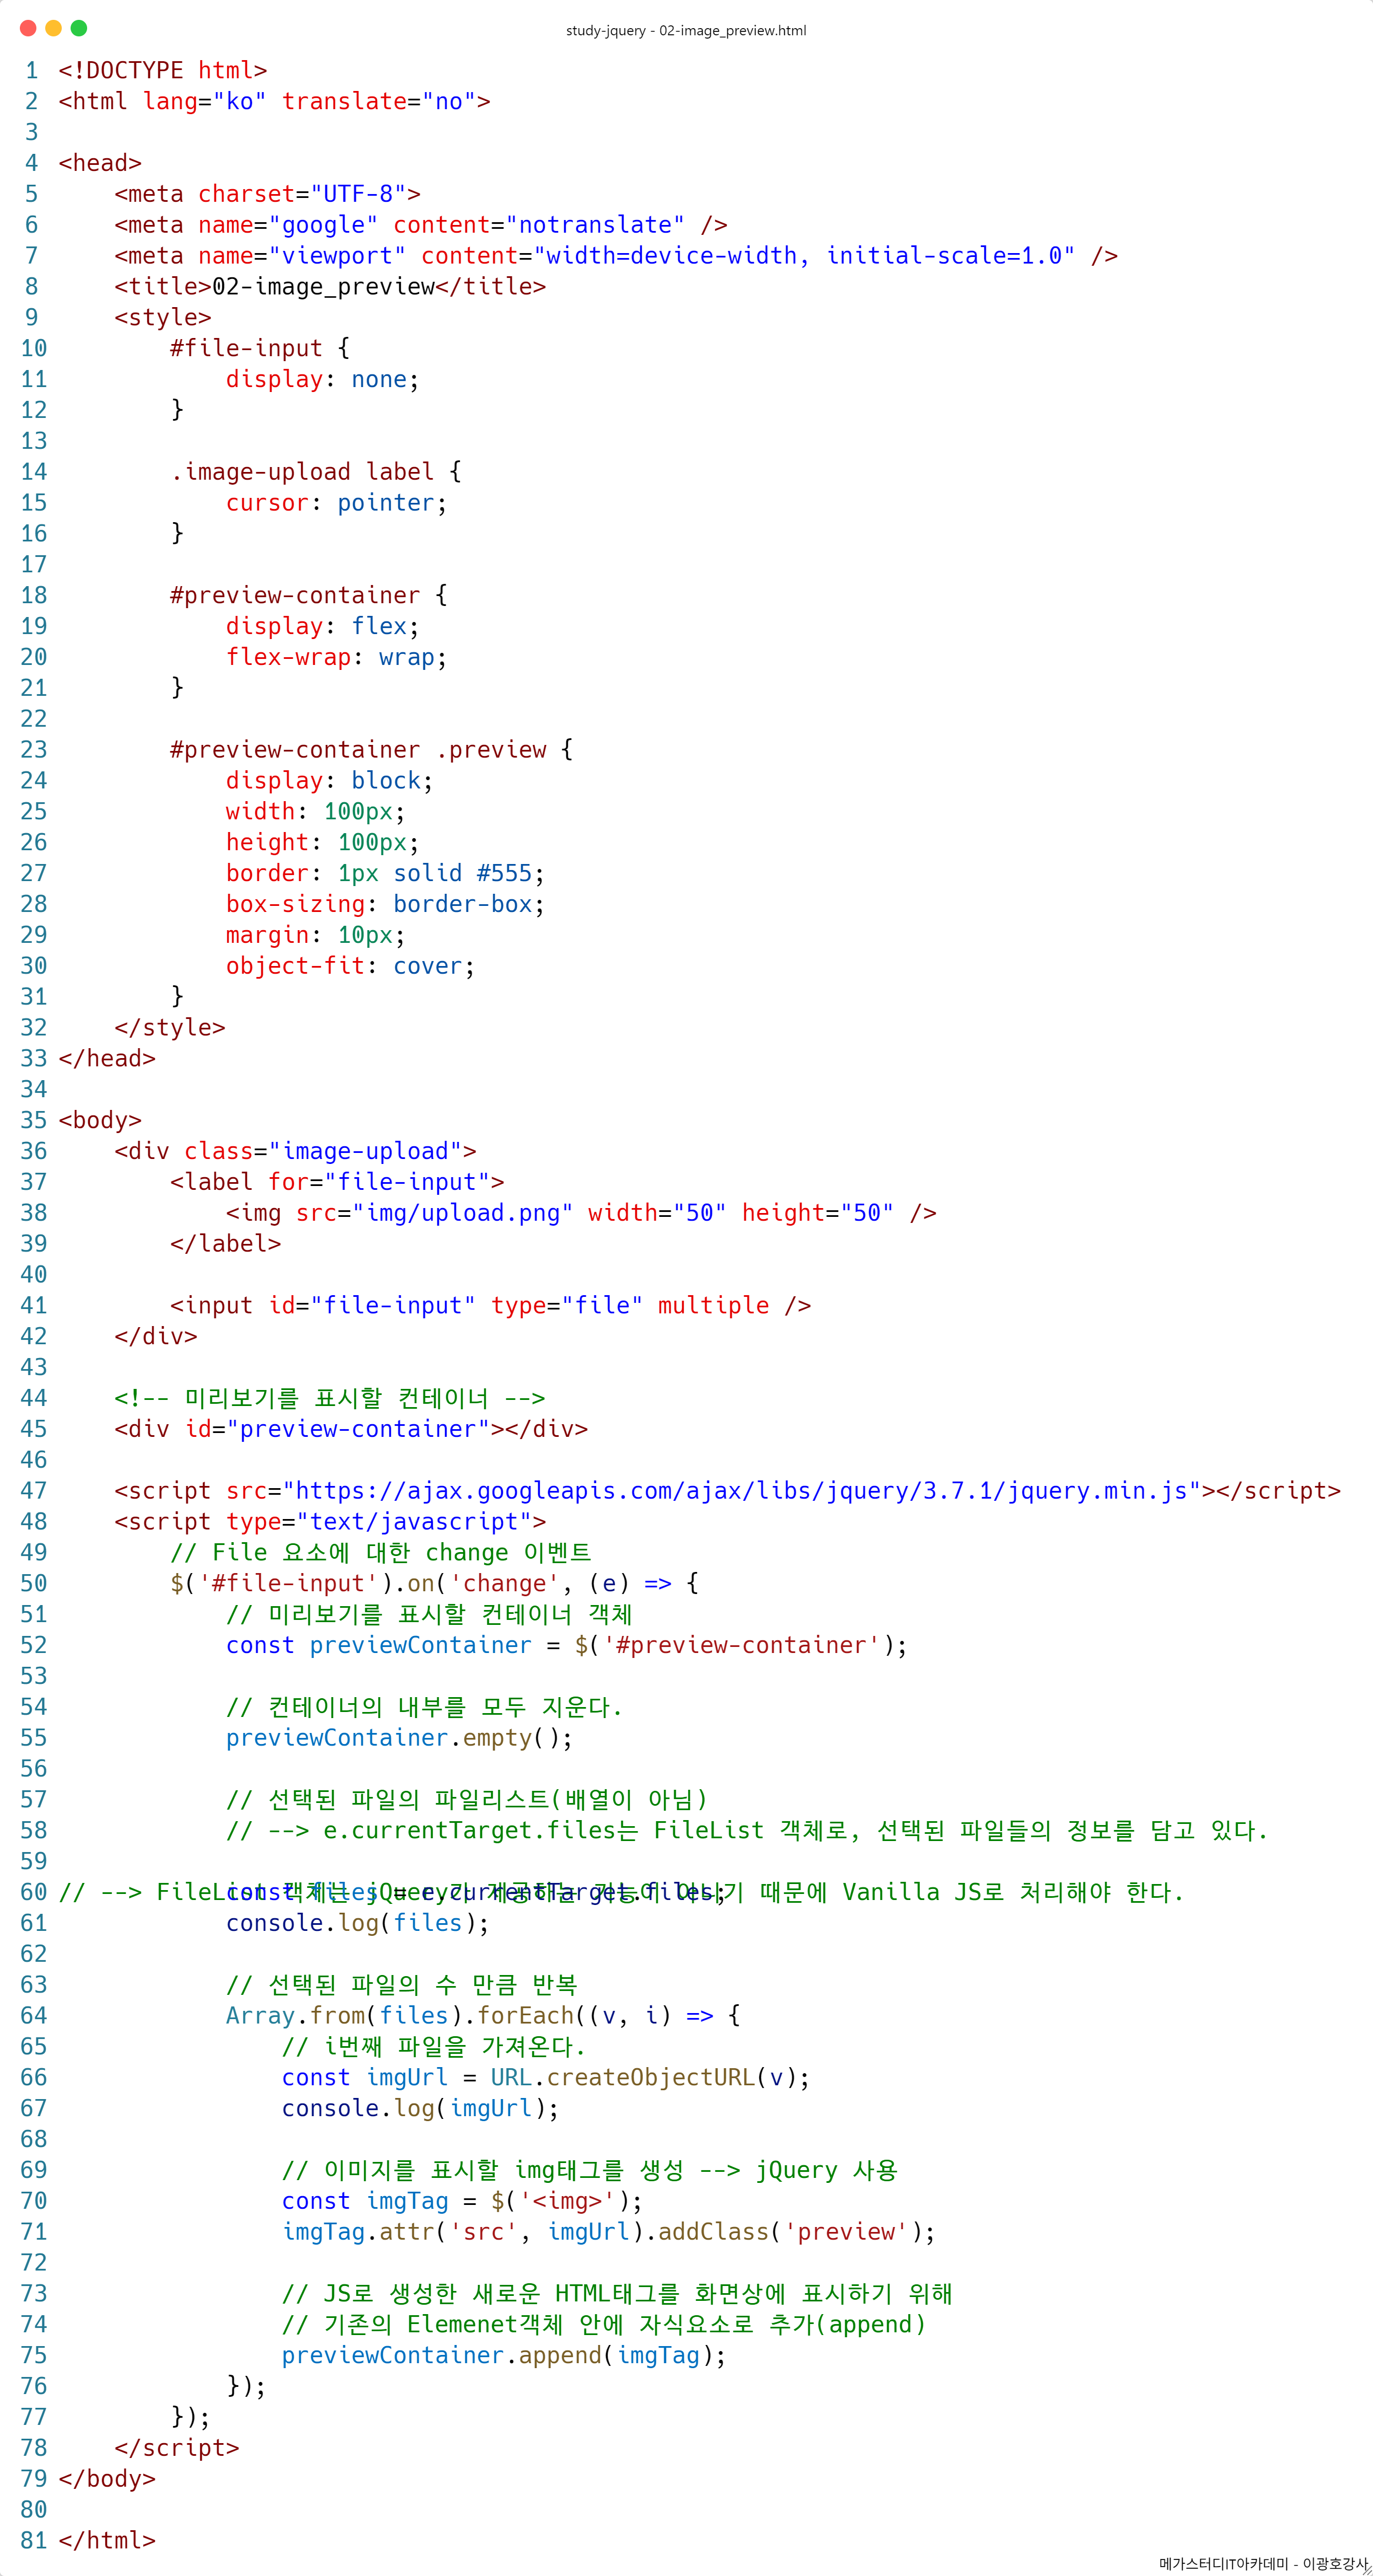 study-jquery - 02-image_preview.html
1 <!DOCTYPE html>
2 <html lang="ko" translate="no">
3
4 <head>
5     <meta charset="UTF-8">
6     <meta name="google" content="notranslate" />
7     <meta name="viewport" content="width=device-width, initial-scale=1.0" />
8     <title>02-image_preview</title>
9     <style>
10         #file-input {
11             display: none;
12         }
13
14         .image-upload label {
15             cursor: pointer;
16         }
17
18         #preview-container {
19             display: flex;
20             flex-wrap: wrap;
21         }
22
23         #preview-container .preview {
24             display: block;
25             width: 100px;
26             height: 100px;
27             border: 1px solid #555;
28             box-sizing: border-box;
29             margin: 10px;
30             object-fit: cover;
31         }
32     </style>
33 </head>
34
35 <body>
36     <div class="image-upload">
37         <label for="file-input">
38             <img src="img/upload.png" width="50" height="50" />
39         </label>
40
41         <input id="file-input" type="file" multiple />
42     </div>
43
44     <!-- 미리보기를 표시할 컨테이너 -->
45     <div id="preview-container"></div>
46
47     <script src="https://ajax.googleapis.com/ajax/libs/jquery/3.7.1/jquery.min.js"></script>
48     <script type="text/javascript">
49         // File 요소에 대한 change 이벤트
50         $('#file-input').on('change', (e) => {
51             // 미리보기를 표시할 컨테이너 객체
52             const previewContainer = $('#preview-container');
53
54             // 컨테이너의 내부를 모두 지운다.
55             previewContainer.empty();
56
57             // 선택된 파일의 파일리스트(배열이 아님)
58             // --> e.currentTarget.files는 FileList 객체로, 선택된 파일들의 정보를 담고 있다.
59
60 // --> FileList 객체는 jQuery가 제공하는 기능이 아니기 때문에 Vanilla JS로 처리해야 한다.
            const files = e.currentTarget.files;
61             console.log(files);
62
63             // 선택된 파일의 수 만큼 반복
64             Array.from(files).forEach((v, i) => {
65                 // i번째 파일을 가져온다.
66                 const imgUrl = URL.createObjectURL(v);
67                 console.log(imgUrl);
68
69                 // 이미지를 표시할 img태그를 생성 --> jQuery 사용
70                 const imgTag = $('<img>');
71                 imgTag.attr('src', imgUrl).addClass('preview');
72
73                 // JS로 생성한 새로운 HTML태그를 화면상에 표시하기 위해
74                 // 기존의 Elemenet객체 안에 자식요소로 추가(append)
75                 previewContainer.append(imgTag);
76             });
77         });
78     </script>
79 </body>
80
81 </html>
메가스터디IT아카데미 - 이광호강사